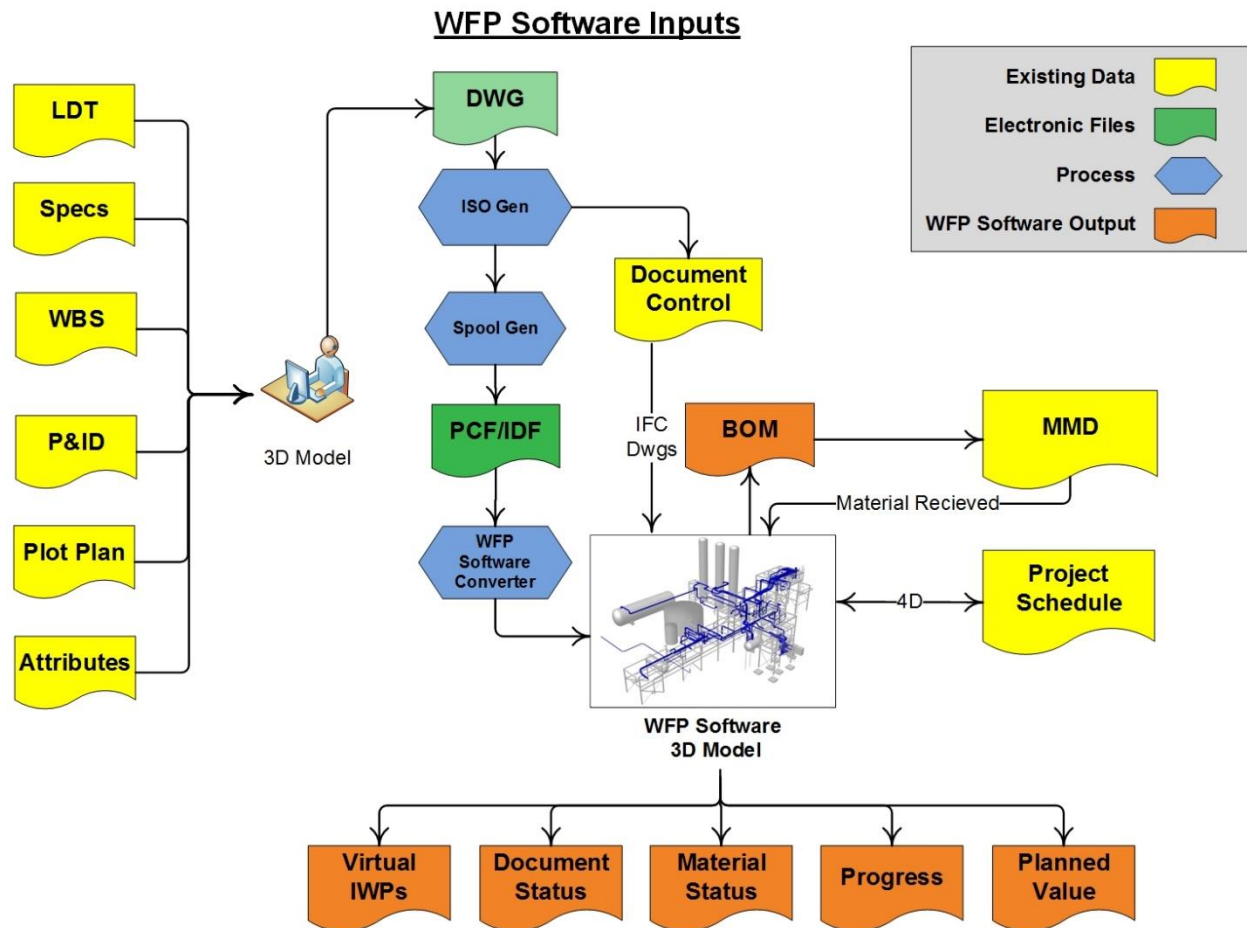 WFP Software Inputs
Existing Data
Electronic Files
Process
WFP Software Output
LDT
Specs
WBS
P&ID
Plot Plan
Attributes
3D Model
DWG
ISO Gen
Spool Gen
PCF/IDF
WFP
Software
Converter
Document
Control
IFC
Dwgs
BOM
MMD
Material Recieved
4D
Project
Schedule
WFP Software
3D Model
Virtual
IWPs
Document
Status
Material
Status
Progress
Planned
Value